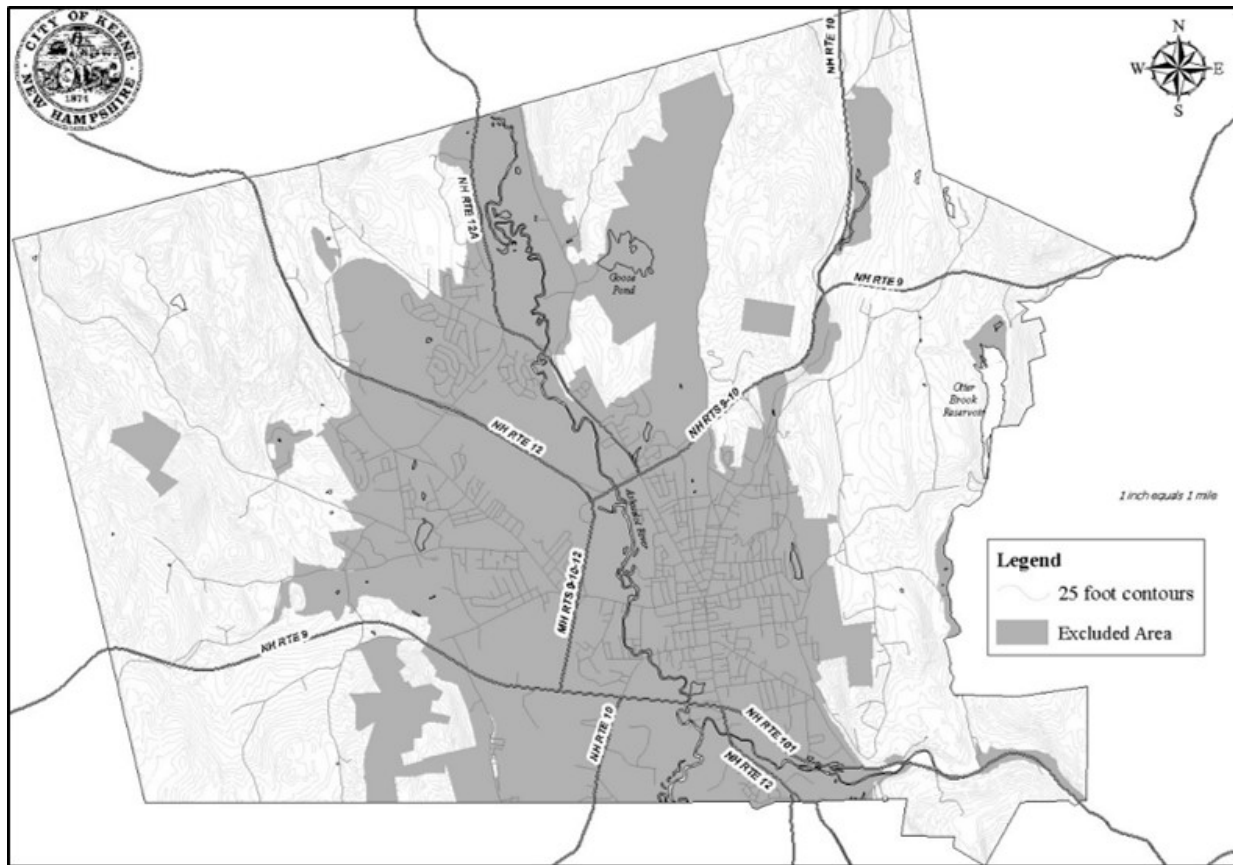 CITY OF KEENE
NEW HAMPSHIRE
1874
N
W E
S
NH RTE 10
NH RTE 12A
Goose
Pond
NH RTE 9
NH RTS 9-10
Otter
Brook
Reservoir
NH RTE 12
Ashuelot River
1 inch equals 1 mile
Legend
25 foot contours
Excluded Area
NH RTS 9-10-12
NH RTE 9
NH RTE 10
NH RTE 101
NH RTE 12